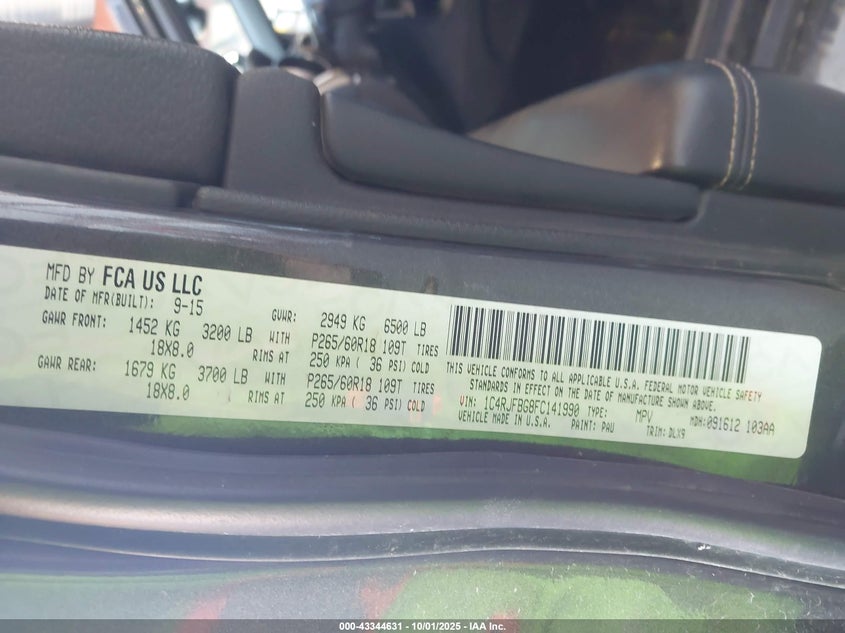 MFD BY FCA US LLC
DATE OF MFR(BUILT): 9-15 GVWR: 2949 KG 6500 LB
GAWR FRONT: 1452 KG 3200 LB WITH P265/60R18 109T TIRES
18X8.0 RIMS AT 250 KPA ( 36 PSI) COLD
GAWR REAR: 1679 KG 3700 LB WITH P265/60R18 109T TIRES
18X8.0 RIMS AT 250 KPA ( 36 PSI) COLD
THIS VEHICLE CONFORMS TO ALL APPLICABLE U.S.A. FEDERAL MOTOR VEHICLE SAFETY
STANDARDS IN EFFECT ON THE DATE OF MANUFACTURE SHOWN ABOVE.
VIN: 1C4RJFBG8FC141990 TYPE: MPV MDH:091612 103AA
VEHICLE MADE IN U.S.A. PAINT: PAU TRIM: DLX9
000-43344631 - 10/01/2025 - IAA Inc.